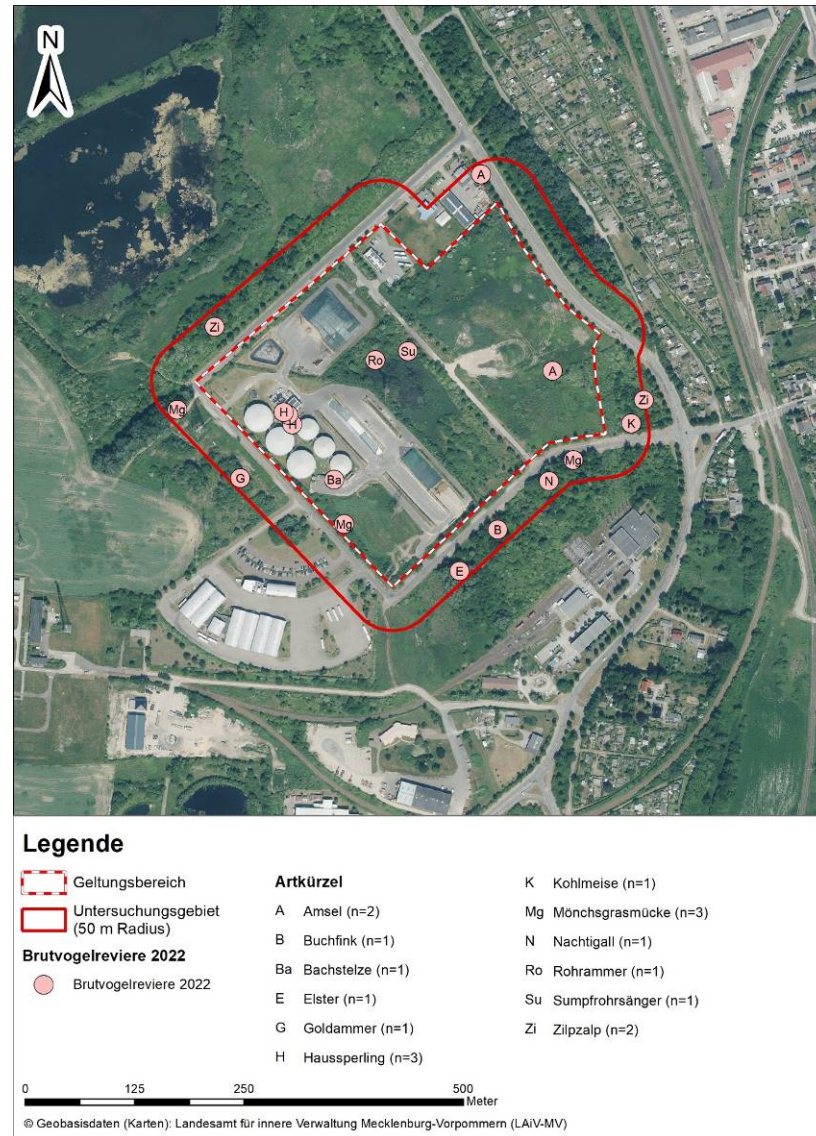 N
A
Zi
Ro
Su
A
Mg
H
H
Zi
K
Mg
G
Ba
N
Mg
B
E
Legende
Geltungsbereich
Untersuchungsgebiet
(50 m Radius)
Brutvogelreviere 2022
Brutvogelreviere 2022
Artkürzel
A Amsel (n=2)
B Buchfink (n=1)
Ba Bachstelze (n=1)
E Elster (n=1)
G Goldammer (n=1)
H Haussperling (n=3)
K Kohlmeise (n=1)
Mg Mönchsgrasmücke (n=3)
N Nachtigall (n=1)
Ro Rohrammer (n=1)
Su Sumpfrohrsänger (n=1)
Zi Zilpzalp (n=2)
0 125 250 500
Meter
© Geobasisdaten (Karten): Landesamt für innere Verwaltung Mecklenburg-Vorpommern (LAiV-MV)